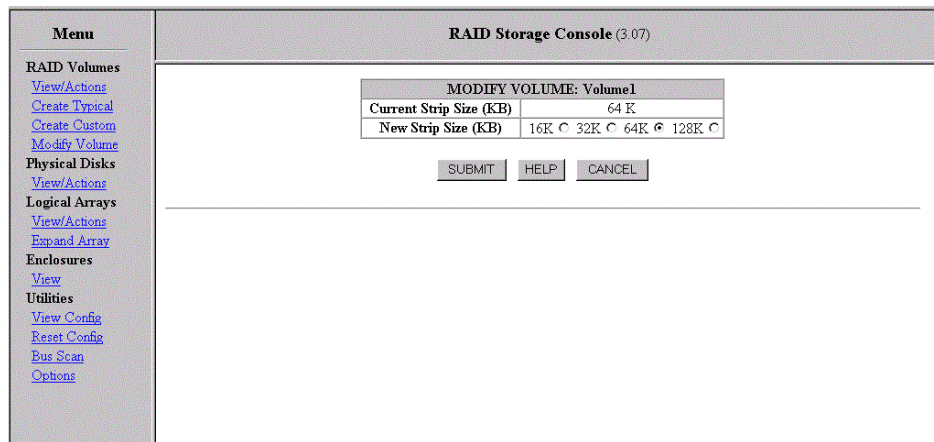 Menu
RAID Volumes
View/Actions
Create Typical
Create Custom
Modify Volume
Physical Disks
View/Actions
Logical Arrays
View/Actions
Expand Array
Enclosures
View
Utilities
View Config
Reset Config
Bus Scan
Options
RAID Storage Console (3.07)
MODIFY VOLUME: Volume1
Current Strip Size (KB) 64 K
New Strip Size (KB) 16K 32K 64K 128K
SUBMIT HELP CANCEL